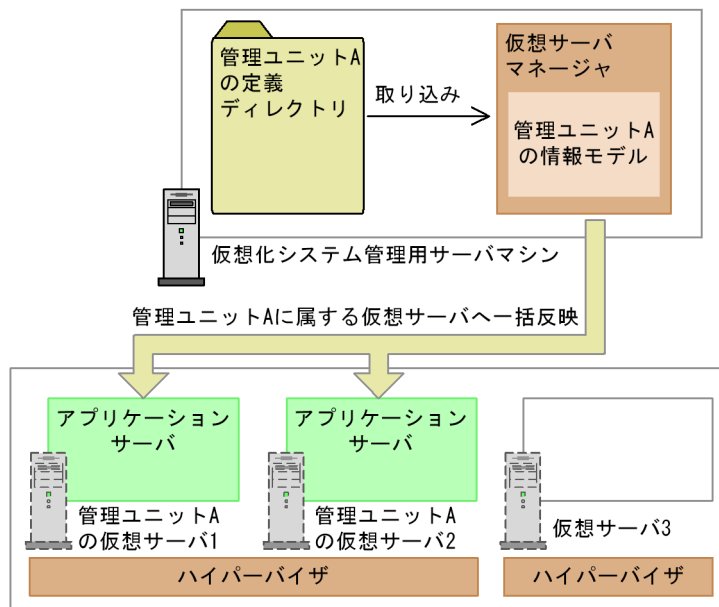 管理ユニットA
の定義
ディレクトリ
取り込み
仮想サーバ
マネージャ
管理ユニットA
の情報モデル
仮想化システム管理用サーバマシン
管理ユニットAに属する仮想サーバへ一括反映
アプリケーション
サーバ
アプリケーション
サーバ
管理ユニットA
の仮想サーバ1
管理ユニットA
の仮想サーバ2
仮想サーバ3
ハイパーバイザ
ハイパーバイザ